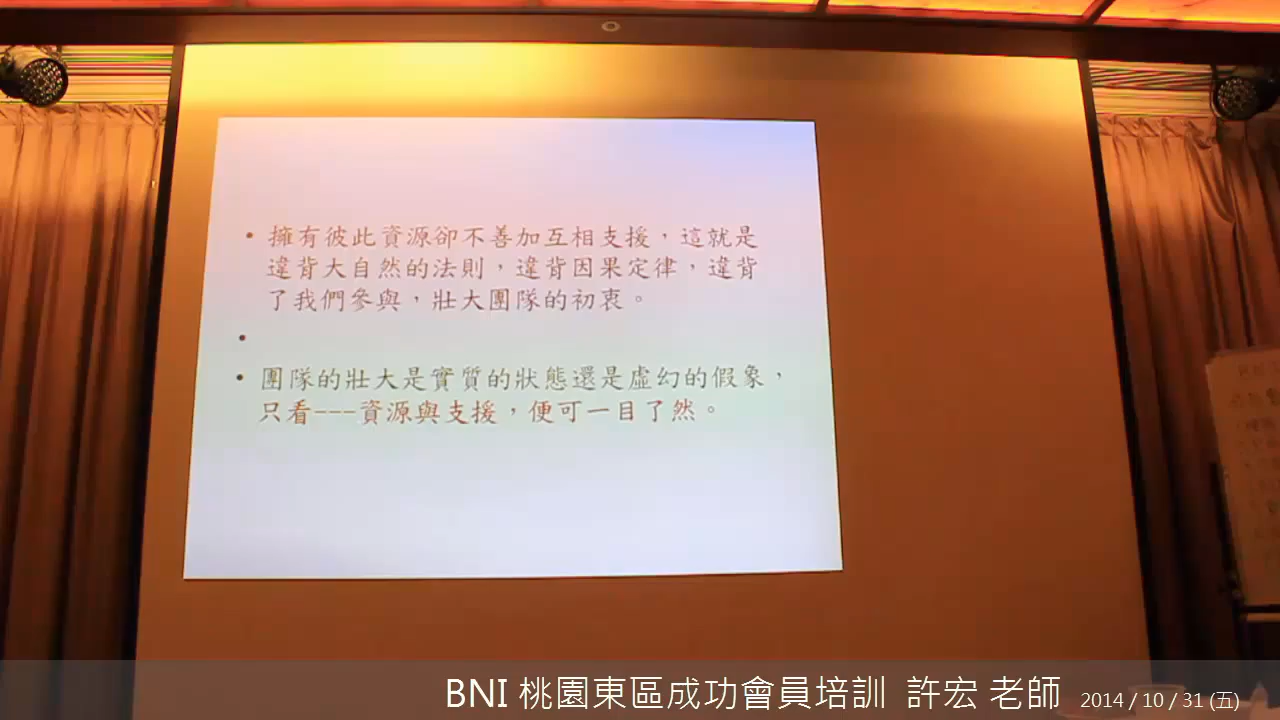 • 擁有彼此資源卻不善加互相支援，這就是
違背大自然的法則，違背因果定律，違背
了我們參與，壯大團隊的初衷。
•
• 團隊的壯大是實質的狀態還是虛幻的假象，
只看---資源與支援，便可一目了然。
BNI 桃園東區成功會員培訓 許宏 老師 2014 / 10 / 31 (五)